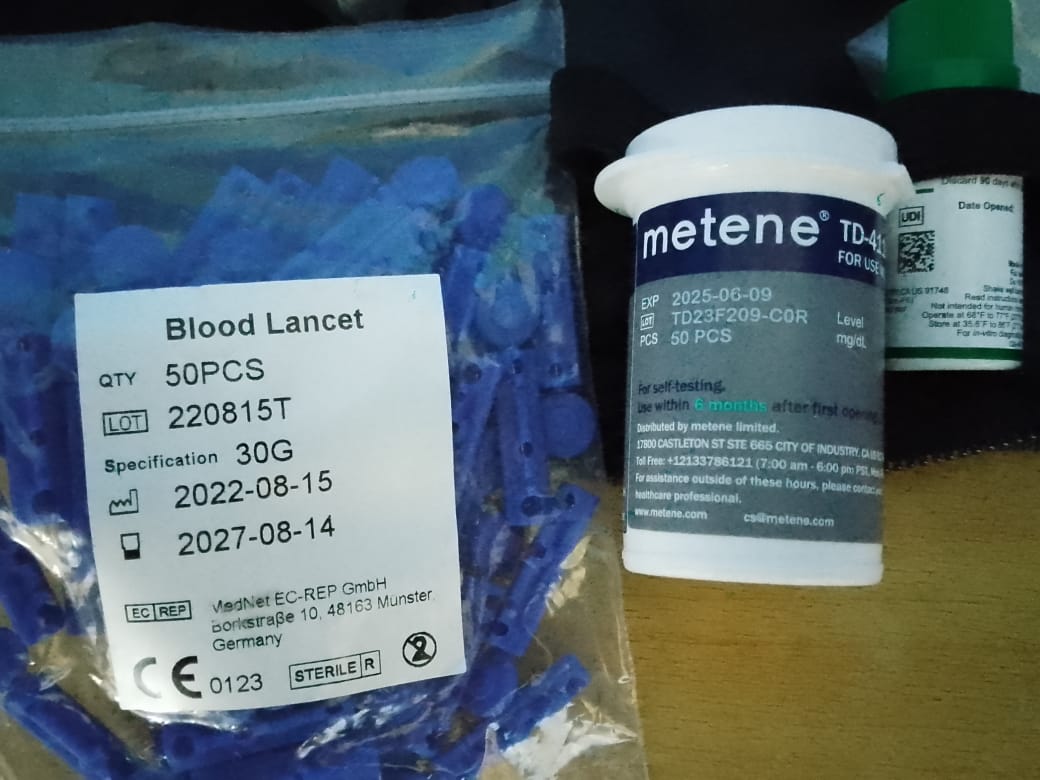 Blood Lancet
QTY 50PCS
LOT 220815T
Specification 30G
2022-08-15
2027-08-14
EC REP MedNet EC-REP GmbH
Borkstraße 10, 48163 Münster
Germany
CE 0123 STERILE R
metene® TD-41
FOR USE
EXP 2025-06-09
LOT TD23F209-C0R Level
PCS 50 PCS mg/dL
For self-testing.
Use within 6 months after first opening
Distributed by metene limited.
17800 CASTLETON ST STE 665 CITY OF INDUSTRY, CA
Toll Free: +12133786121 (7:00 am - 6:00 pm PST,
For assistance outside of these hours, please contact
healthcare professional.
www.metene.com cs@metene.com
Discard 90 days
UDI Date Opened:
CA US 91748
Read
Not intended for human
Operate at 68°F to 77°F
Store at 35.6°F to 86°F
For in-vitro